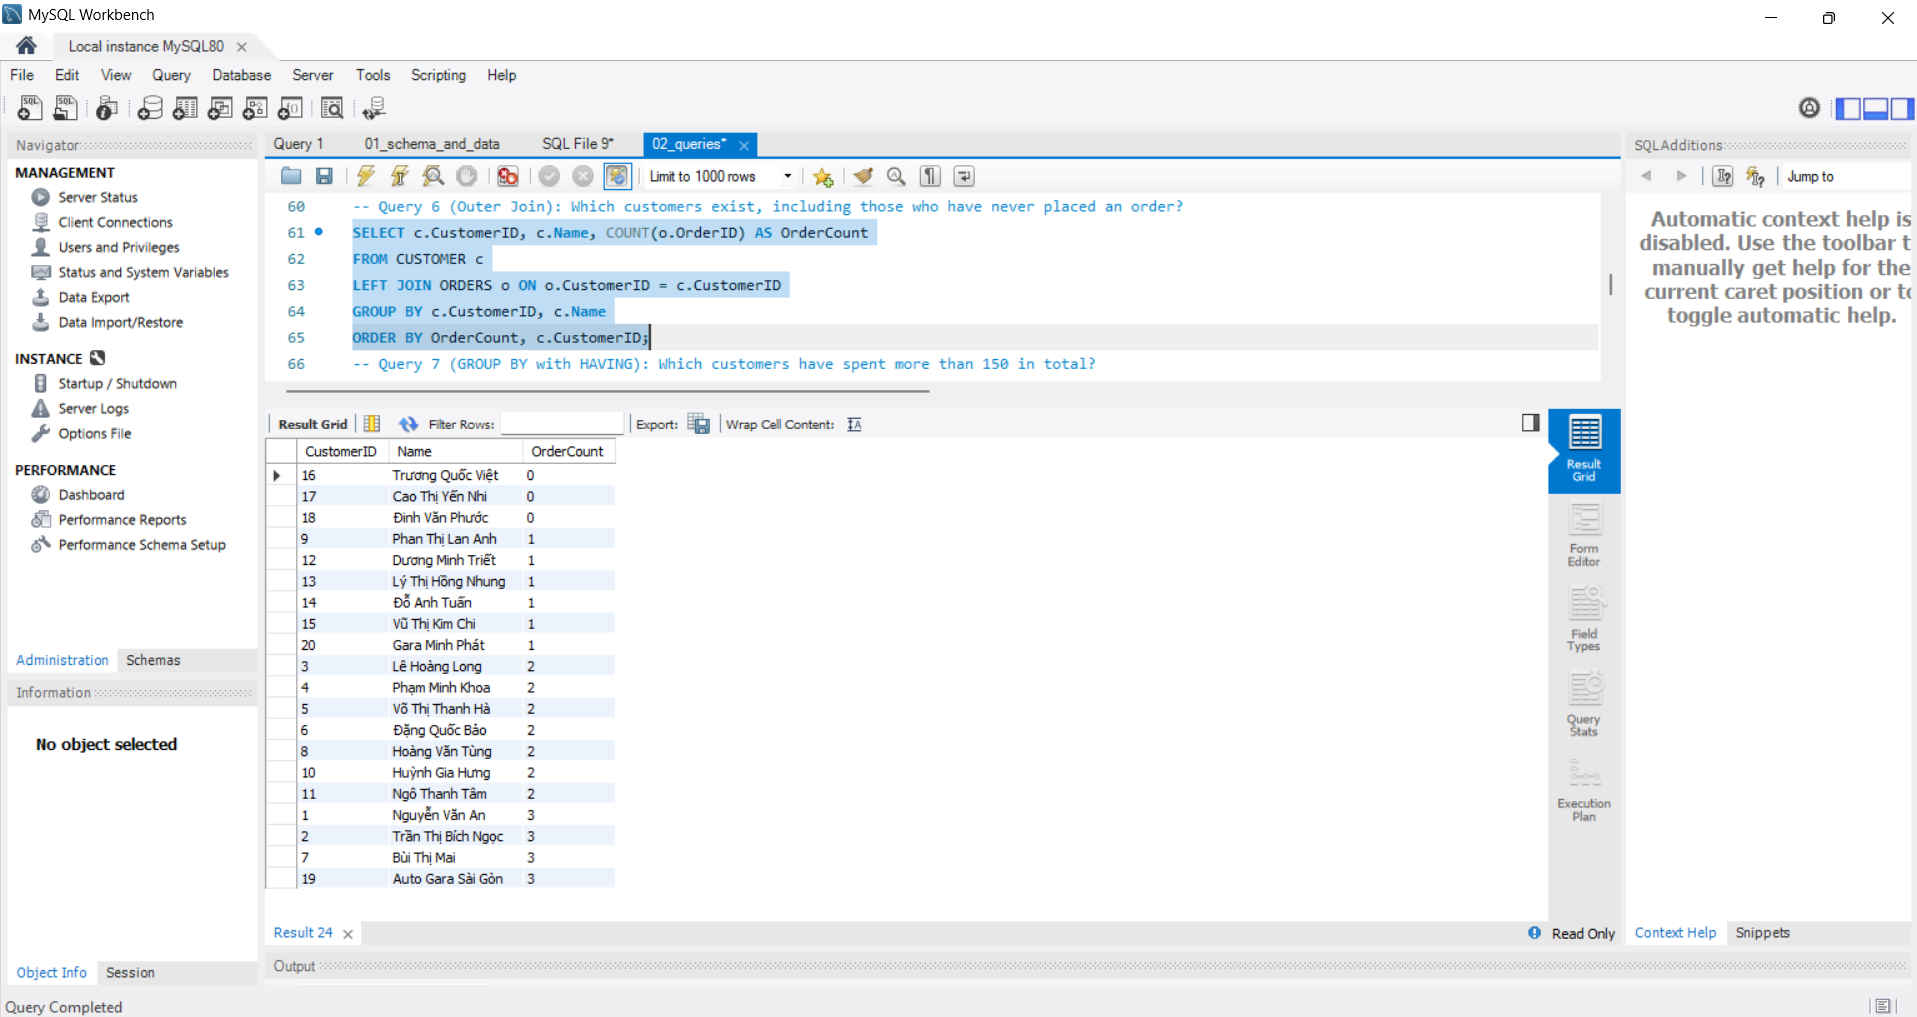 MySQL Workbench
Local instance MySQL80
File Edit View Query Database Server Tools Scripting Help
Navigator
MANAGEMENT
Server Status
Client Connections
Users and Privileges
Status and System Variables
Data Export
Data Import/Restore
INSTANCE
Startup / Shutdown
Server Logs
Options File
PERFORMANCE
Dashboard
Performance Reports
Performance Schema Setup
Administration Schemas
Information
No object selected
Object Info Session
Query 1 01_schema_and_data SQL File 9* 02_queries*
Limit to 1000 rows
60 -- Query 6 (Outer Join): Which customers exist, including those who have never placed an order?
61 SELECT c.CustomerID, c.Name, COUNT(o.OrderID) AS OrderCount
62 FROM CUSTOMER c
63 LEFT JOIN ORDERS o ON o.CustomerID = c.CustomerID
64 GROUP BY c.CustomerID, c.Name
65 ORDER BY OrderCount, c.CustomerID;
66 -- Query 7 (GROUP BY with HAVING): Which customers have spent more than 150 in total?
Result Grid Filter Rows: Export: Wrap Cell Content:
CustomerID Name OrderCount
16 Trương Quốc Việt 0
17 Cao Thị Yến Nhi 0
18 Đinh Văn Phước 0
9 Phan Thị Lan Anh 1
12 Dương Minh Triết 1
13 Lý Thị Hồng Nhung 1
14 Đỗ Anh Tuấn 1
15 Vũ Thị Kim Chi 1
20 Gara Minh Phát 1
3 Lê Hoàng Long 2
4 Phạm Minh Khoa 2
5 Võ Thị Thanh Hà 2
6 Đặng Quốc Bảo 2
8 Hoàng Văn Tùng 2
10 Huỳnh Gia Hưng 2
11 Ngô Thanh Tâm 2
1 Nguyễn Văn An 3
2 Trần Thị Bích Ngọc 3
7 Bùi Thị Mai 3
19 Auto Gara Sài Gòn 3
Result Grid
Form Editor
Field Types
Query Stats
Execution Plan
Result 24
Read Only
Output
SQLAdditions
Jump to
Automatic context help is
disabled. Use the toolbar t
manually get help for the
current caret position or to
toggle automatic help.
Context Help Snippets
Query Completed